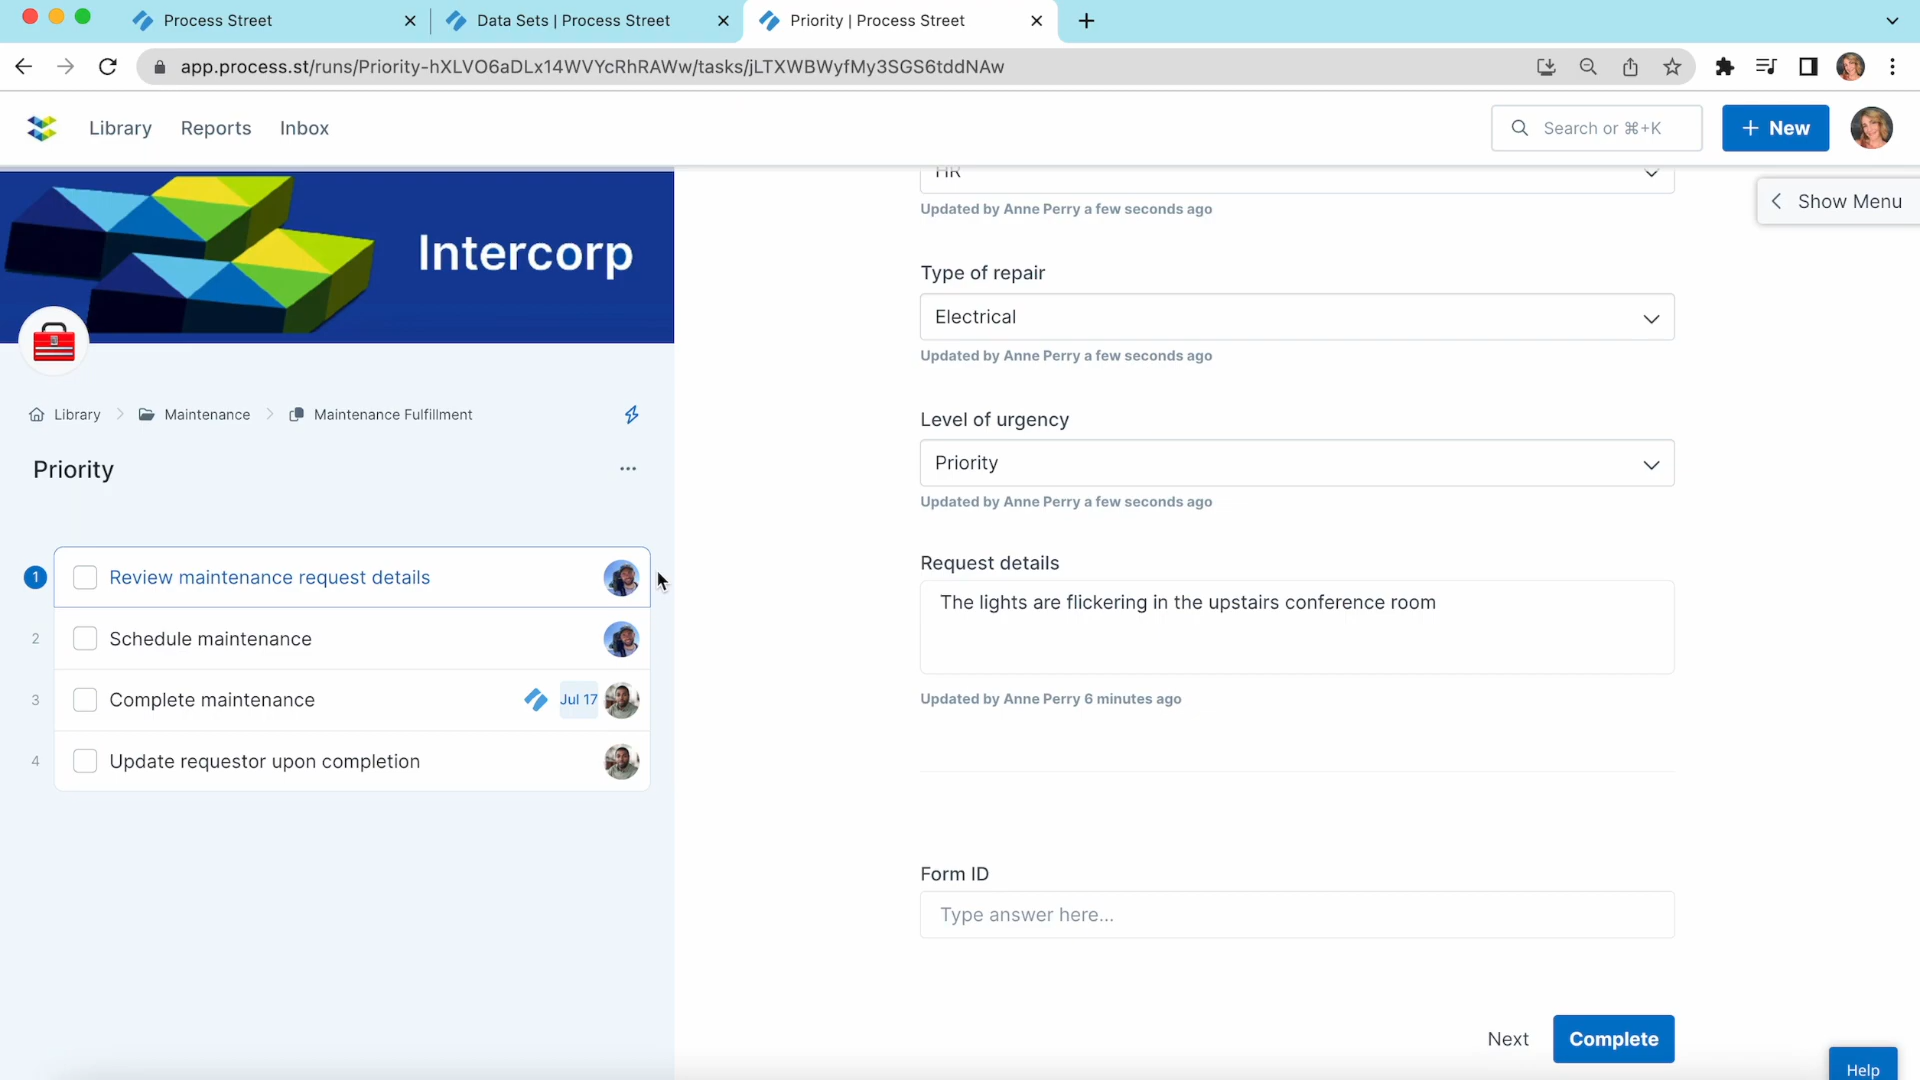 Process Street
Data Sets | Process Street
Priority | Process Street
app.process.st/runs/Priority-hXLVO6aDLx14WVYcRhRAWw/tasks/jLTXWBWyfMy3SGS6tddNAw
Library
Reports
Inbox
Search or ⌘+K
+ New
Intercorp
Library
Maintenance
Maintenance Fulfillment
Priority
1
Review maintenance request details
2
Schedule maintenance
3
Complete maintenance
Jul 17
4
Update requestor upon completion
HR
Updated by Anne Perry a few seconds ago
Show Menu
Type of repair
Electrical
Updated by Anne Perry a few seconds ago
Level of urgency
Priority
Updated by Anne Perry a few seconds ago
Request details
The lights are flickering in the upstairs conference room
Updated by Anne Perry 6 minutes ago
Form ID
Type answer here...
Next
Complete
Help